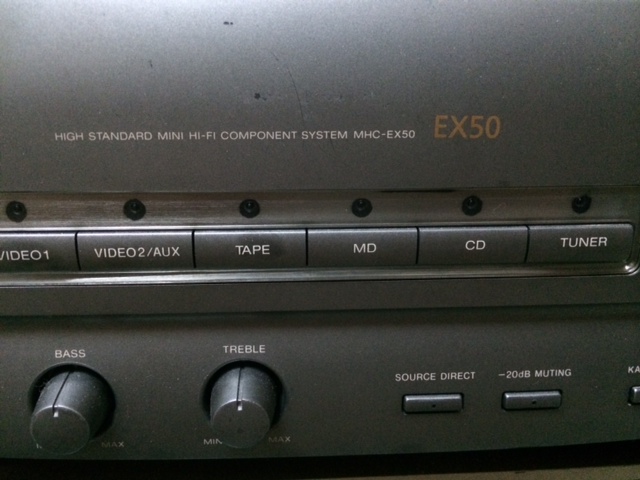 HIGH STANDARD MINI HI-FI COMPONENT SYSTEM MHC-EX50 EX50
VIDEO1 VIDEO2/AUX TAPE MD CD TUNER
BASS TREBLE
SOURCE DIRECT -20dB MUTING KA
MAX MIN MAX